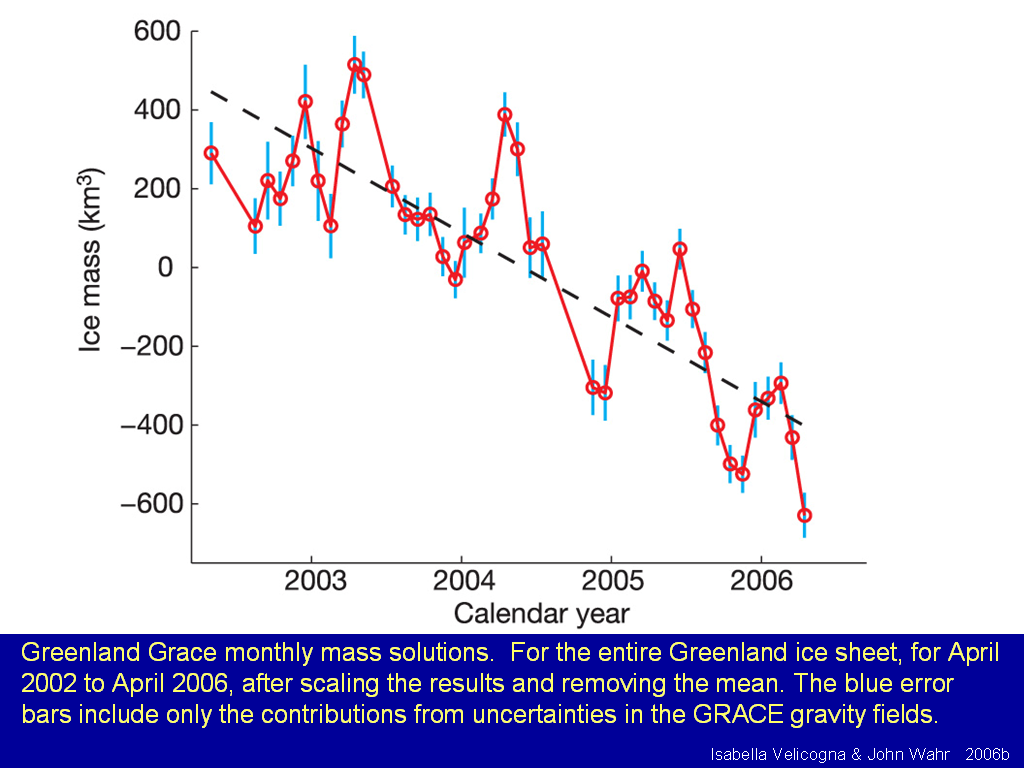 600
400
200
0
−200
−400
−600
Ice mass (km³)
2003 2004 2005 2006
Calendar year
Greenland Grace monthly mass solutions.  For the entire Greenland ice sheet, for April
2002 to April 2006, after scaling the results and removing the mean. The blue error
bars include only the contributions from uncertainties in the GRACE gravity fields.
Isabella Velicogna & John Wahr   2006b